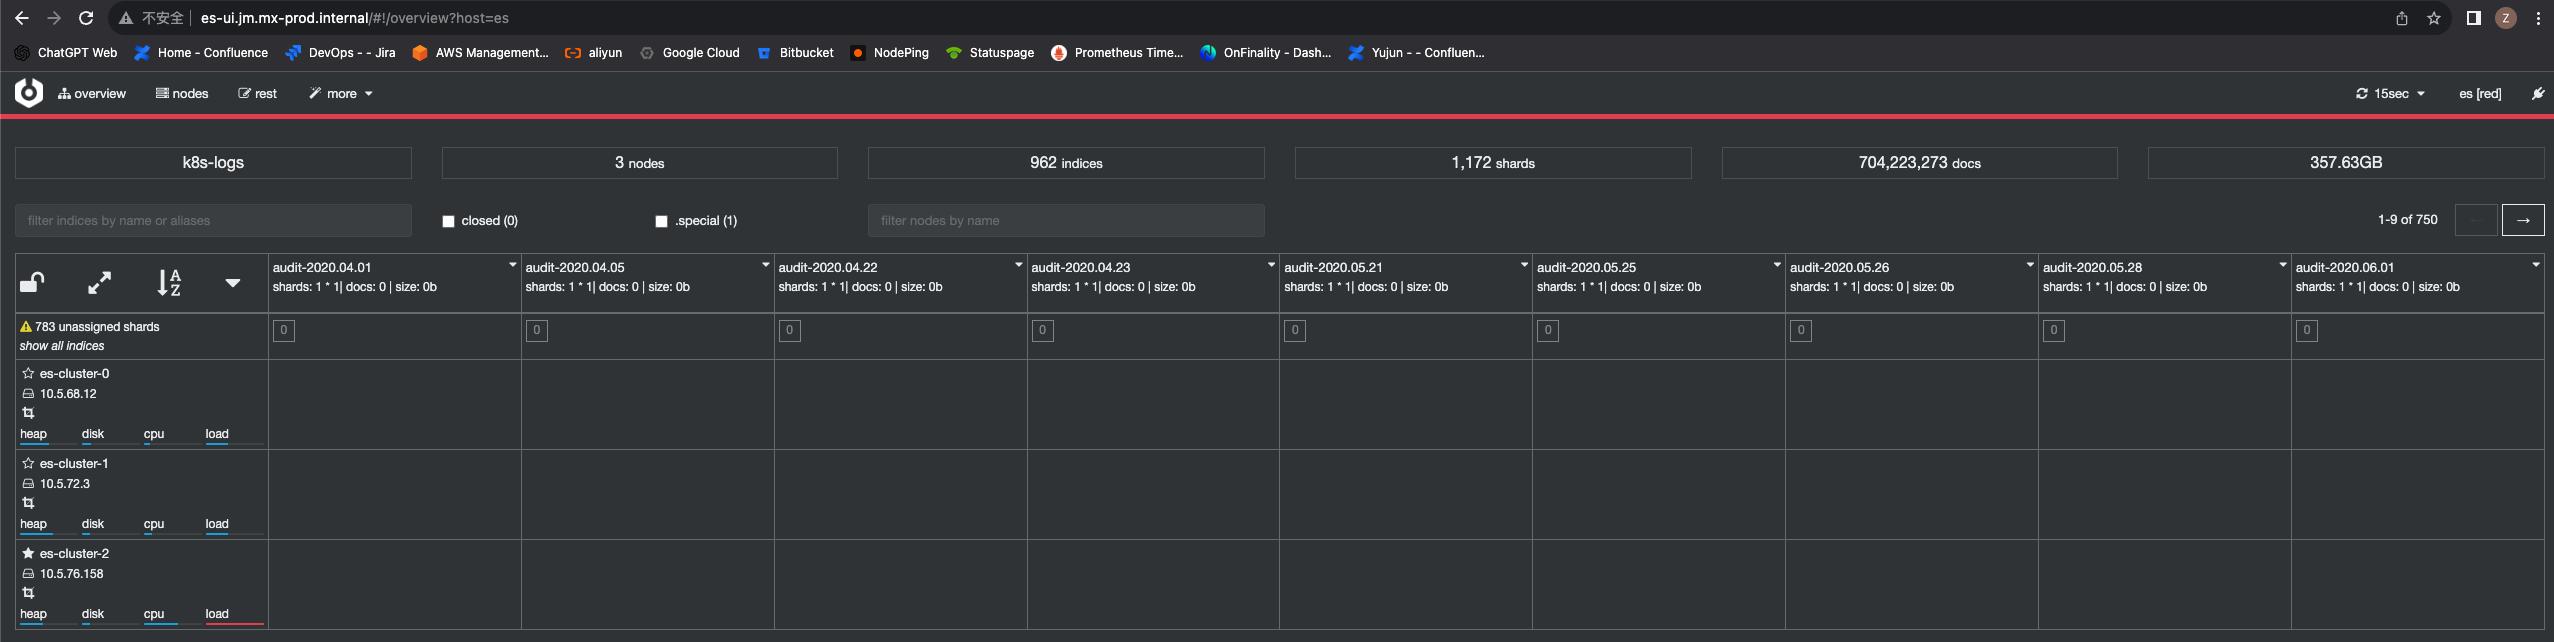 不安全 es-ui.jm.mx-prod.internal/#!/overview?host=es Z
ChatGPT Web Home - Confluence DevOps - - Jira AWS Management... aliyun Google Cloud Bitbucket NodePing Statuspage Prometheus Time... OnFinality - Dash... Yujun - - Confluen...
overview nodes rest more 15sec es [red]
k8s-logs 3 nodes 962 indices 1,172 shards 704,223,273 docs 357.63GB
filter indices by name or aliases closed (0) .special (1) filter nodes by name 1-9 of 750 ← →
A
Z
audit-2020.04.01 audit-2020.04.05 audit-2020.04.22 audit-2020.04.23 audit-2020.05.21 audit-2020.05.25 audit-2020.05.26 audit-2020.05.28 audit-2020.06.01
shards: 1 * 1| docs: 0 | size: 0b shards: 1 * 1| docs: 0 | size: 0b shards: 1 * 1| docs: 0 | size: 0b shards: 1 * 1| docs: 0 | size: 0b shards: 1 * 1| docs: 0 | size: 0b shards: 1 * 1| docs: 0 | size: 0b shards: 1 * 1| docs: 0 | size: 0b shards: 1 * 1| docs: 0 | size: 0b shards: 1 * 1| docs: 0 | size: 0b
783 unassigned shards 0 0 0 0 0 0 0 0 0
show all indices
es-cluster-0
10.5.68.12
heap disk cpu load
es-cluster-1
10.5.72.3
heap disk cpu load
es-cluster-2
10.5.76.158
heap disk cpu load